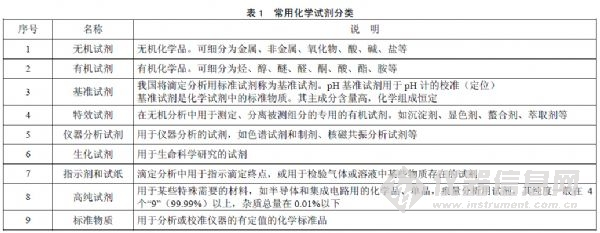 表1 常用化学试剂分类
序号 名称 说 明
1 无机试剂 无机化学品。可细分为金属、非金属、氧化物、酸、碱、盐等
2 有机试剂 有机化学品。可细分为烃、醇、醚、醛、酮、酸、酯、胺等
3 基准试剂 我国将滴定分析用标准试剂称为基准试剂。pH 基准试剂用于 pH 计的校准（定位）
基准试剂是化学试剂中的标准物质。其主成分含量高，化学组成恒定
4 特效试剂 在无机分析中用于测定、分离被测组分的专用的有机试剂。如沉淀剂、显色剂、螯合剂、萃取剂等
5 仪器分析试剂 用于仪器分析的试剂，如色谱试剂和制剂、核磁共振分析试剂等
6 生化试剂 用于生命科学研究的试剂
7 指示剂和试纸 滴定分析中用于指示滴定终点，或用于检验气体或溶液中某些物质存在的试剂
8 高纯试剂 用于某些特殊需要的材料，如半导体和集成电路用的化学品、单晶，痕量分析用试剂，其纯度一般在 4
个“9”（99.99%）以上，杂质总量在 0.01%以下
9 标准物质 用于分析或校准仪器的有定值的化学标准品
www.instrument.com.cn